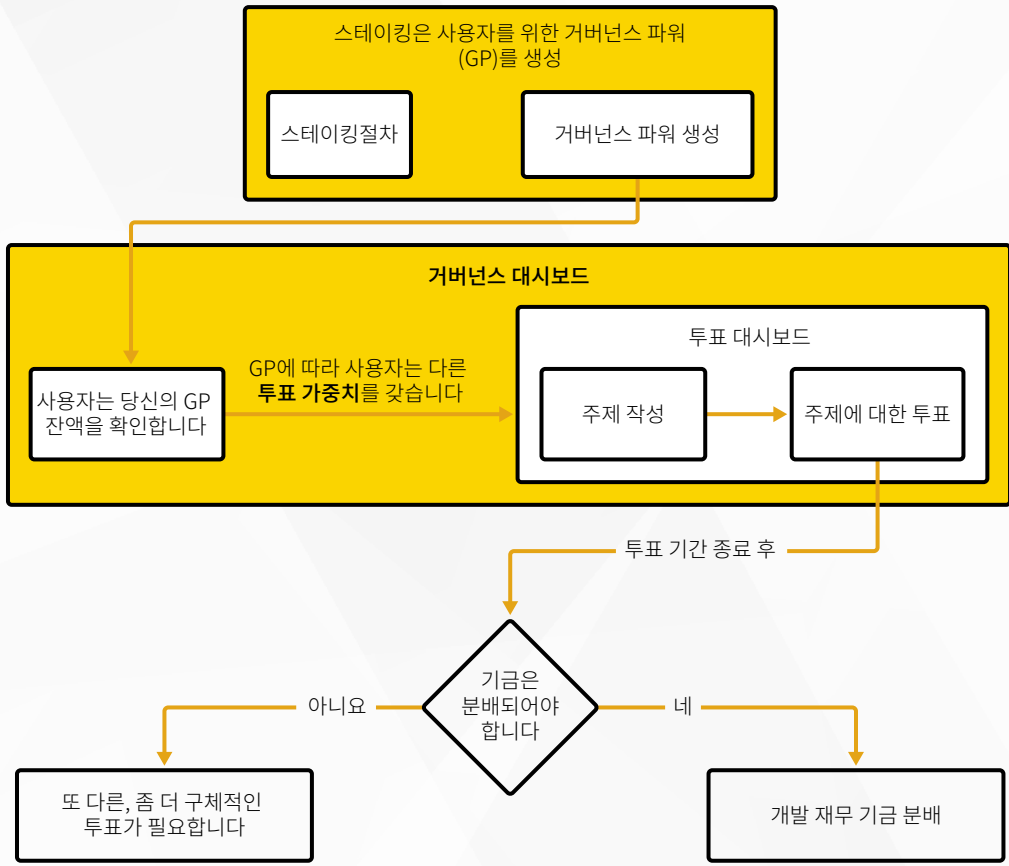 스테이킹은 사용자를 위한 거버넌스 파워
(GP)를 생성
스테이킹절차
거버넌스 파워 생성
거버넌스 대시보드
투표 대시보드
GP에 따라 사용자는 다른
투표 가중치를 갖습니다
사용자는 당신의 GP
잔액을 확인합니다
주제 작성
주제에 대한 투표
투표 기간 종료 후
기금은
분배되어야
합니다
아니요
네
또 다른, 좀 더 구체적인
투표가 필요합니다
개발 재무 기금 분배